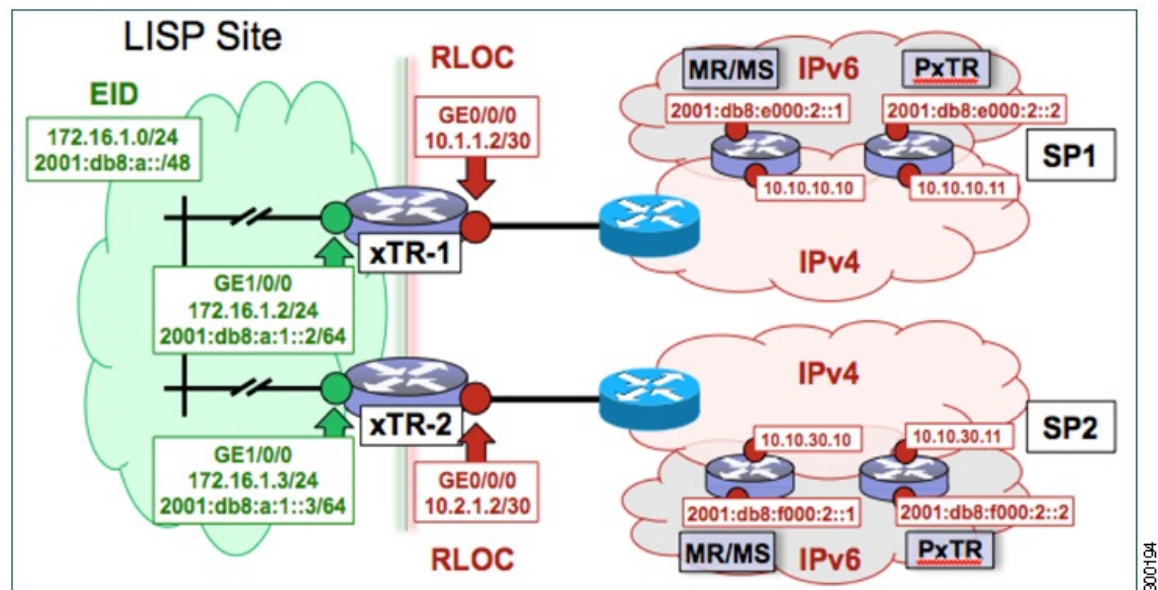 LISP Site
EID
172.16.1.0/24
2001:db8:a::/48
RLOC
GE0/0/0
10.1.1.2/30
xTR-1
GE1/0/0
172.16.1.2/24
2001:db8:a:1::2/64
xTR-2
GE1/0/0
172.16.1.3/24
2001:db8:a:1::3/64
GE0/0/0
10.2.1.2/30
RLOC
MR/MS
IPv6
PxTR
2001:db8:e000:2::1
2001:db8:e000:2::2
SP1
10.10.10.10
10.10.10.11
IPv4
IPv4
SP2
10.10.30.10
10.10.30.11
2001:db8:f000:2::1
2001:db8:f000:2::2
MR/MS
IPv6
PxTR
300194